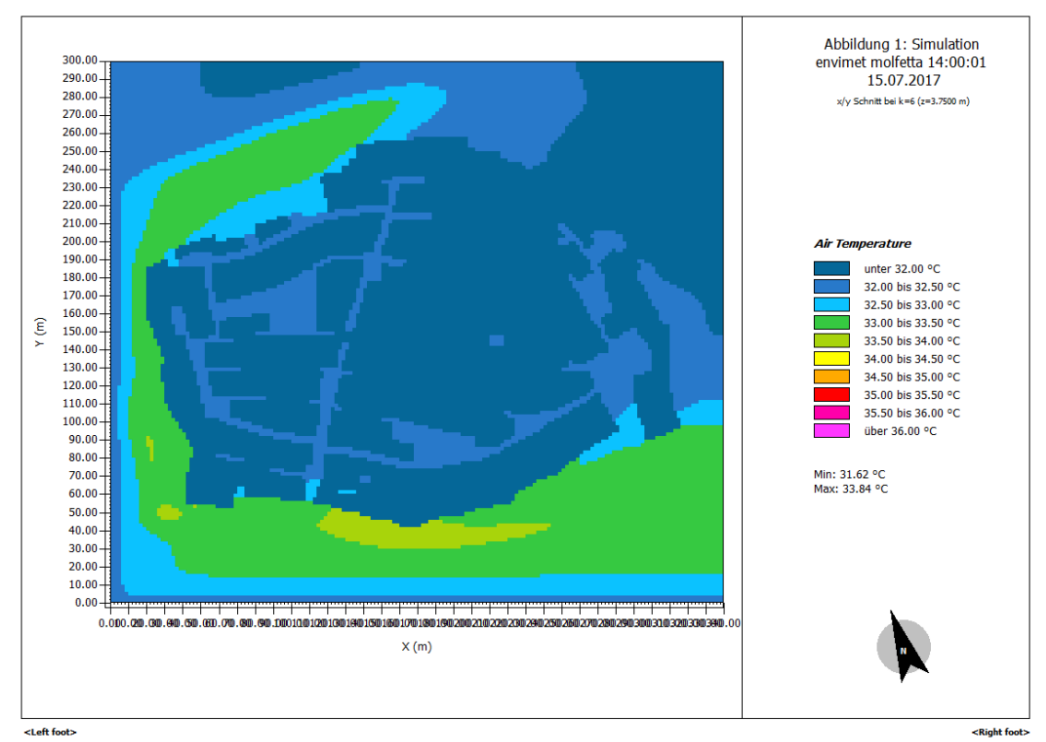 Abbildung 1: Simulation
envimet molfetta 14:00:01
15.07.2017
x/y Schnitt bei k=6 (z=3.7500 m)
300.00
290.00
280.00
270.00
260.00
250.00
240.00
230.00
220.00
210.00
200.00
190.00
180.00
170.00
160.00
150.00
140.00
130.00
120.00
110.00
100.00
90.00
80.00
70.00
60.00
50.00
40.00
30.00
20.00
10.00
0.00
Y (m)
X (m)
Air Temperature
unter 32.00 °C
32.00 bis 32.50 °C
32.50 bis 33.00 °C
33.00 bis 33.50 °C
33.50 bis 34.00 °C
34.00 bis 34.50 °C
34.50 bis 35.00 °C
35.00 bis 35.50 °C
35.50 bis 36.00 °C
über 36.00 °C
Min: 31.62 °C
Max: 33.84 °C
N
<Left foot>
<Right foot>